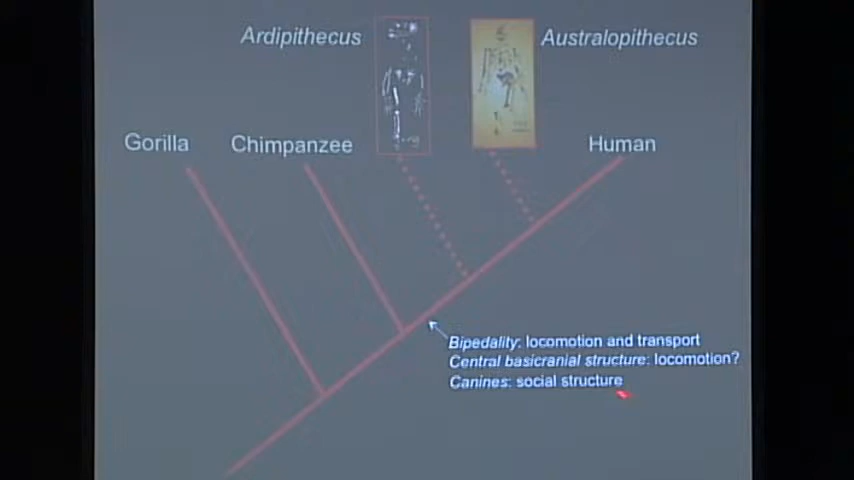 Ardipithecus
Australopithecus
Gorilla
Chimpanzee
Human
Bipedality: locomotion and transport
Central basicranial structure: locomotion?
Canines: social structure